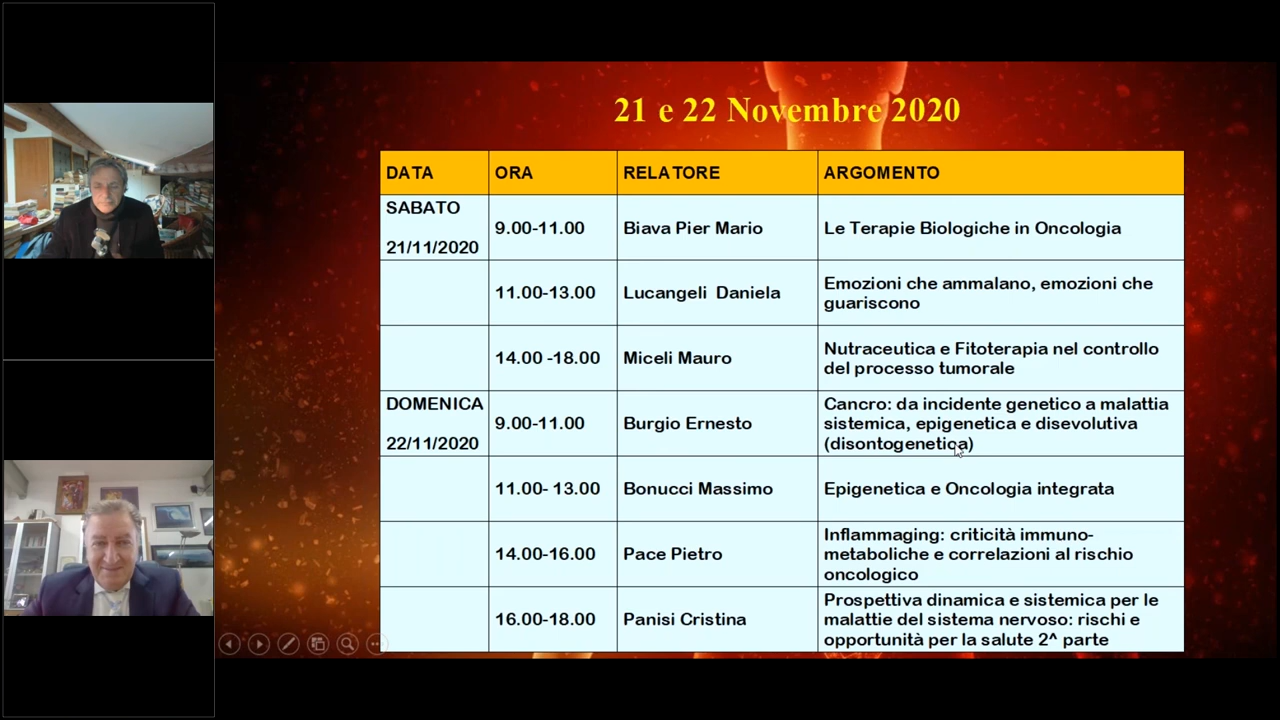 21 e 22 Novembre 2020
DATA ORA RELATORE ARGOMENTO
SABATO
21/11/2020
9.00-11.00
Biava Pier Mario
Le Terapie Biologiche in Oncologia
11.00-13.00
Lucangeli Daniela
Emozioni che ammalano, emozioni che
guariscono
14.00 -18.00
Miceli Mauro
Nutraceutica e Fitoterapia nel controllo
del processo tumorale
DOMENICA
22/11/2020
9.00-11.00
Burgio Ernesto
Cancro: da incidente genetico a malattia
sistemica, epigenetica e disevolutiva
(disontogenetica)
11.00- 13.00
Bonucci Massimo
Epigenetica e Oncologia integrata
14.00-16.00
Pace Pietro
Inflammaging: criticità immuno-
metaboliche e correlazioni al rischio
oncologico
16.00-18.00
Panisi Cristina
Prospettiva dinamica e sistemica per le
malattie del sistema nervoso: rischi e
opportunità per la salute 2^ parte